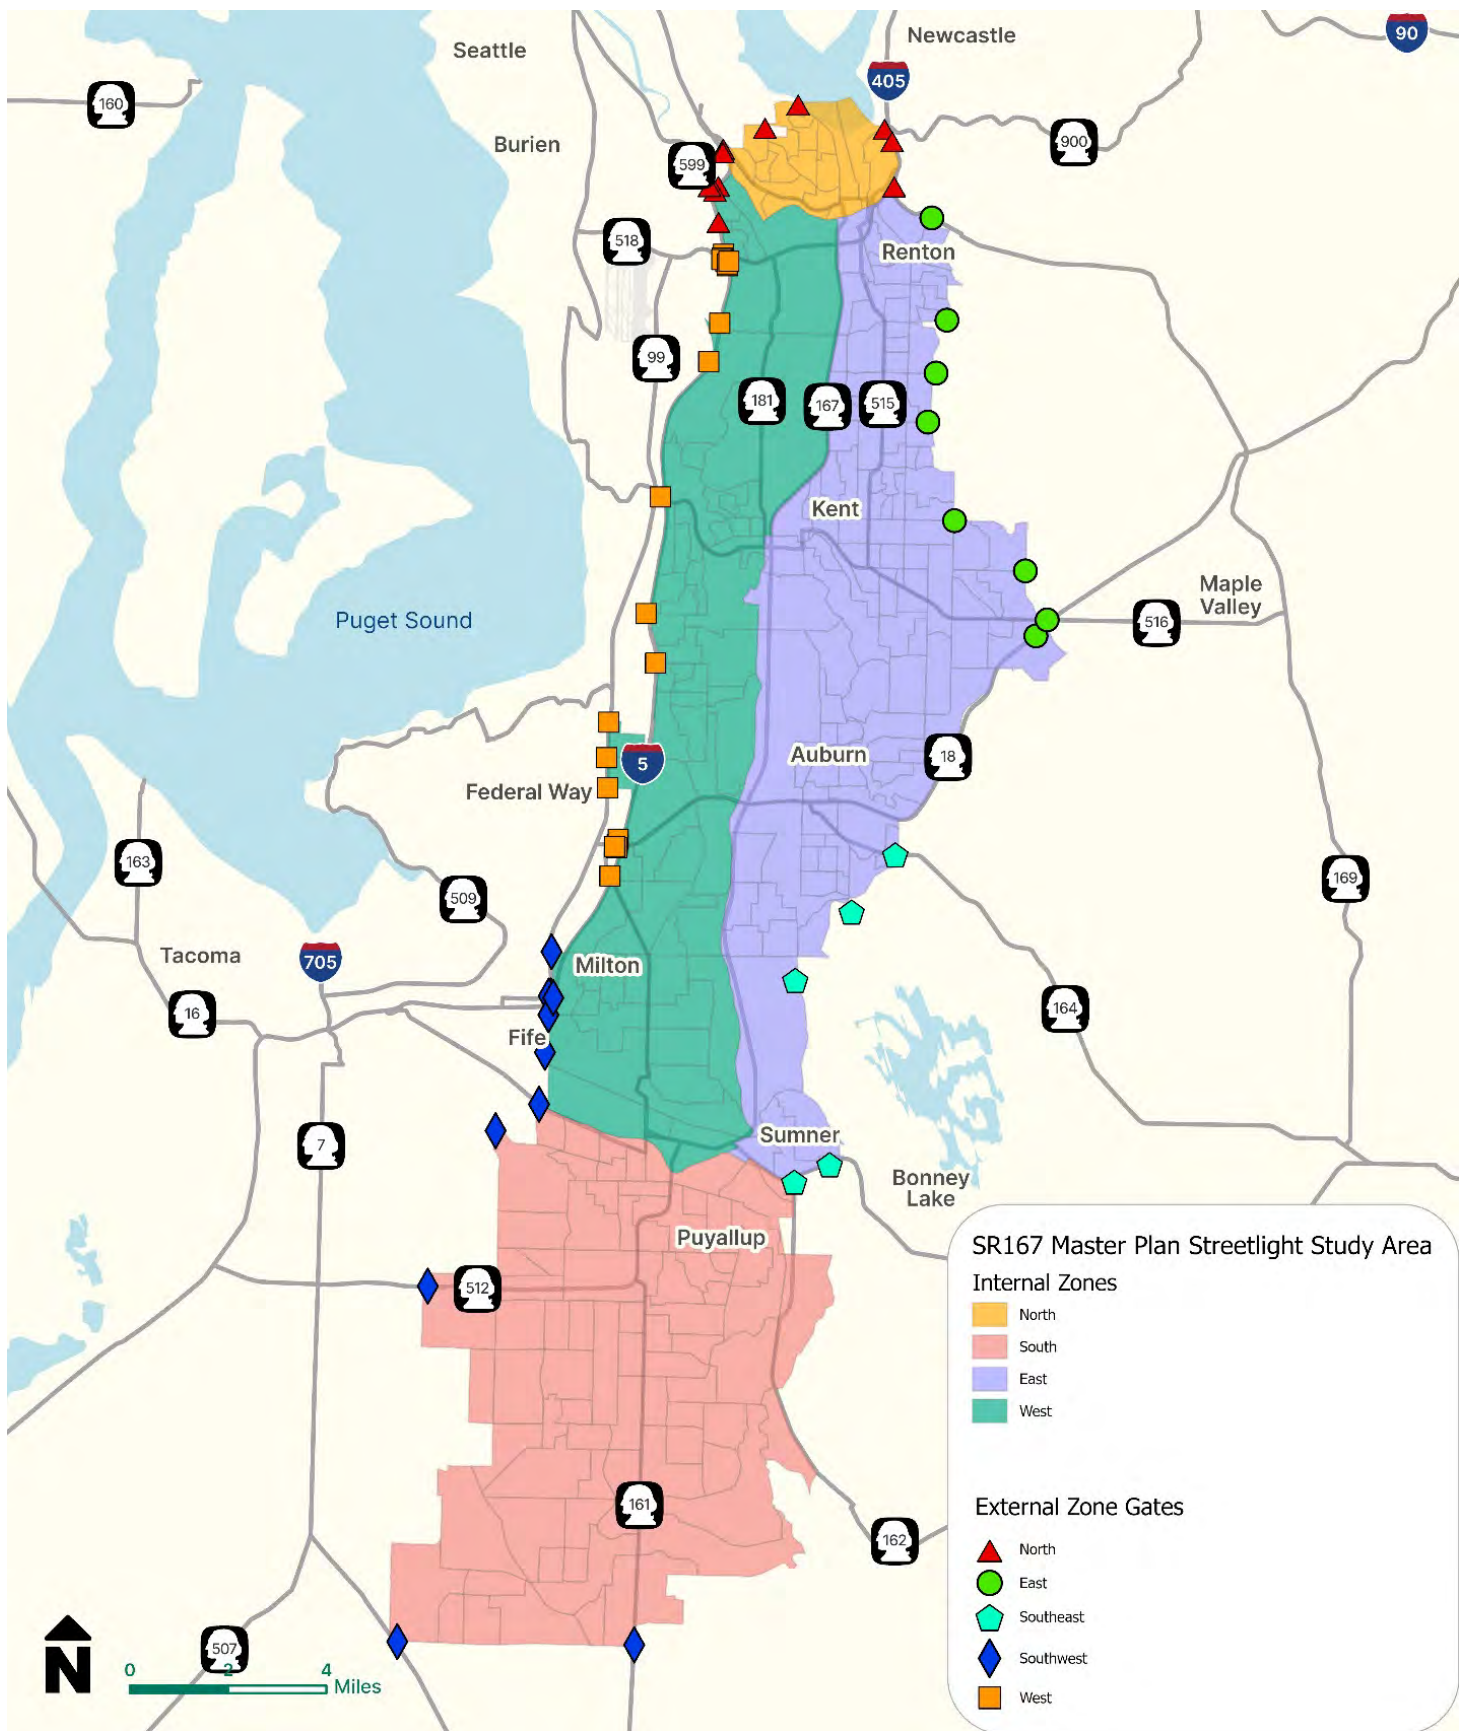 Seattle
Newcastle
90
405
160
Burien
900
599
518
Renton
99
181
167
515
Kent
Maple
Valley
Puget Sound
516
Auburn
18
5
Federal Way
163
169
509
Tacoma
705
Milton
16
164
Fife
7
Sumner
Bonney
Lake
Puyallup
512
161
162
507
N
0 2 4
Miles
SR167 Master Plan Streetlight Study Area
Internal Zones
North
South
East
West
External Zone Gates
North
East
Southeast
Southwest
West